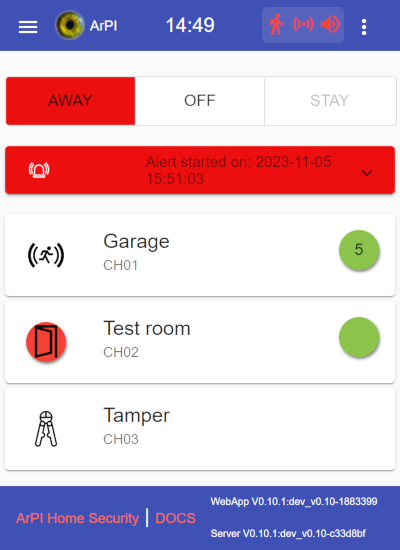 ArPI 14:49
AWAY OFF STAY
Alert started on: 2023-11-05
15:51:03
Garage
CH01
5
Test room
CH02
Tamper
CH03
ArPI Home Security | DOCS
WebApp V0.10.1:dev_v0.10-1883399
Server V0.10.1:dev_v0.10-c33d8bf